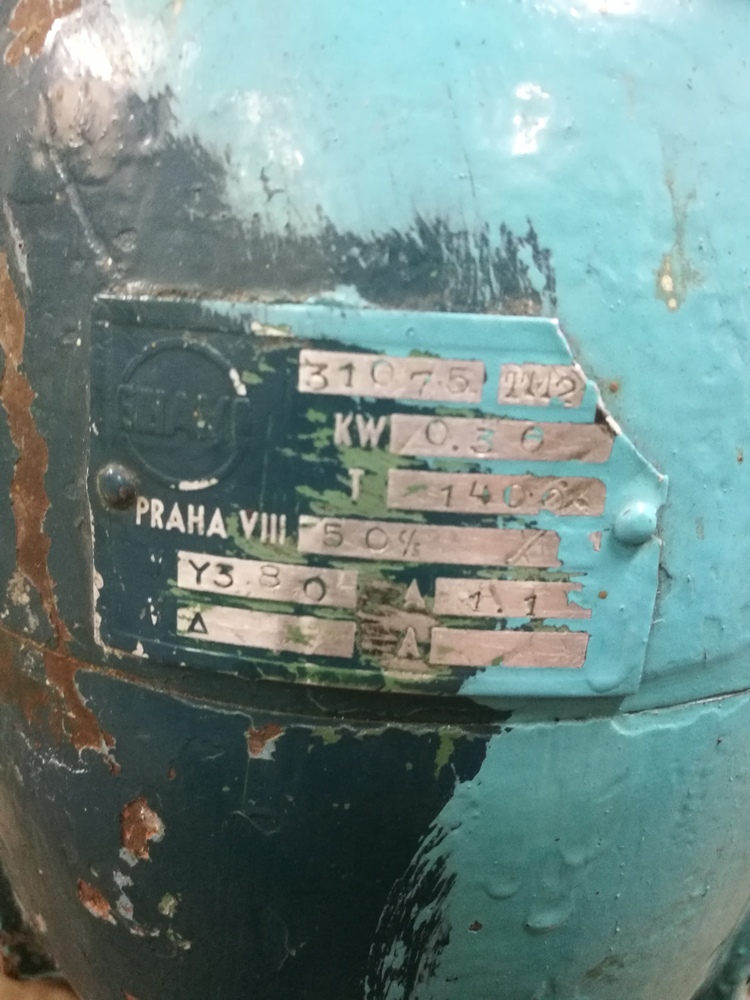 31075
KW 0.36
T 140
PRAHA VIII 50%
V Y380 A 1.1
V Δ A